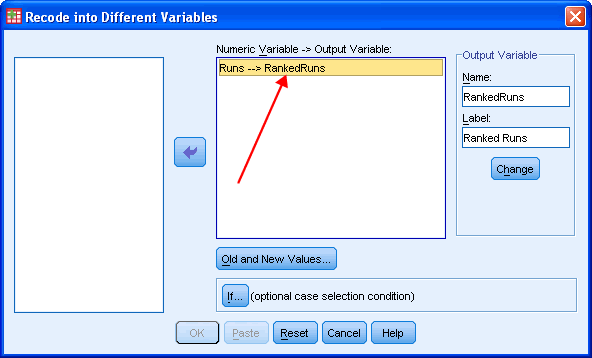 Recode into Different Variables
Numeric Variable -> Output Variable:
Runs --> RankedRuns
Output Variable
Name:
RankedRuns
Label:
Ranked Runs
Change
Old and New Values...
If... (optional case selection condition)
OK Paste Reset Cancel Help